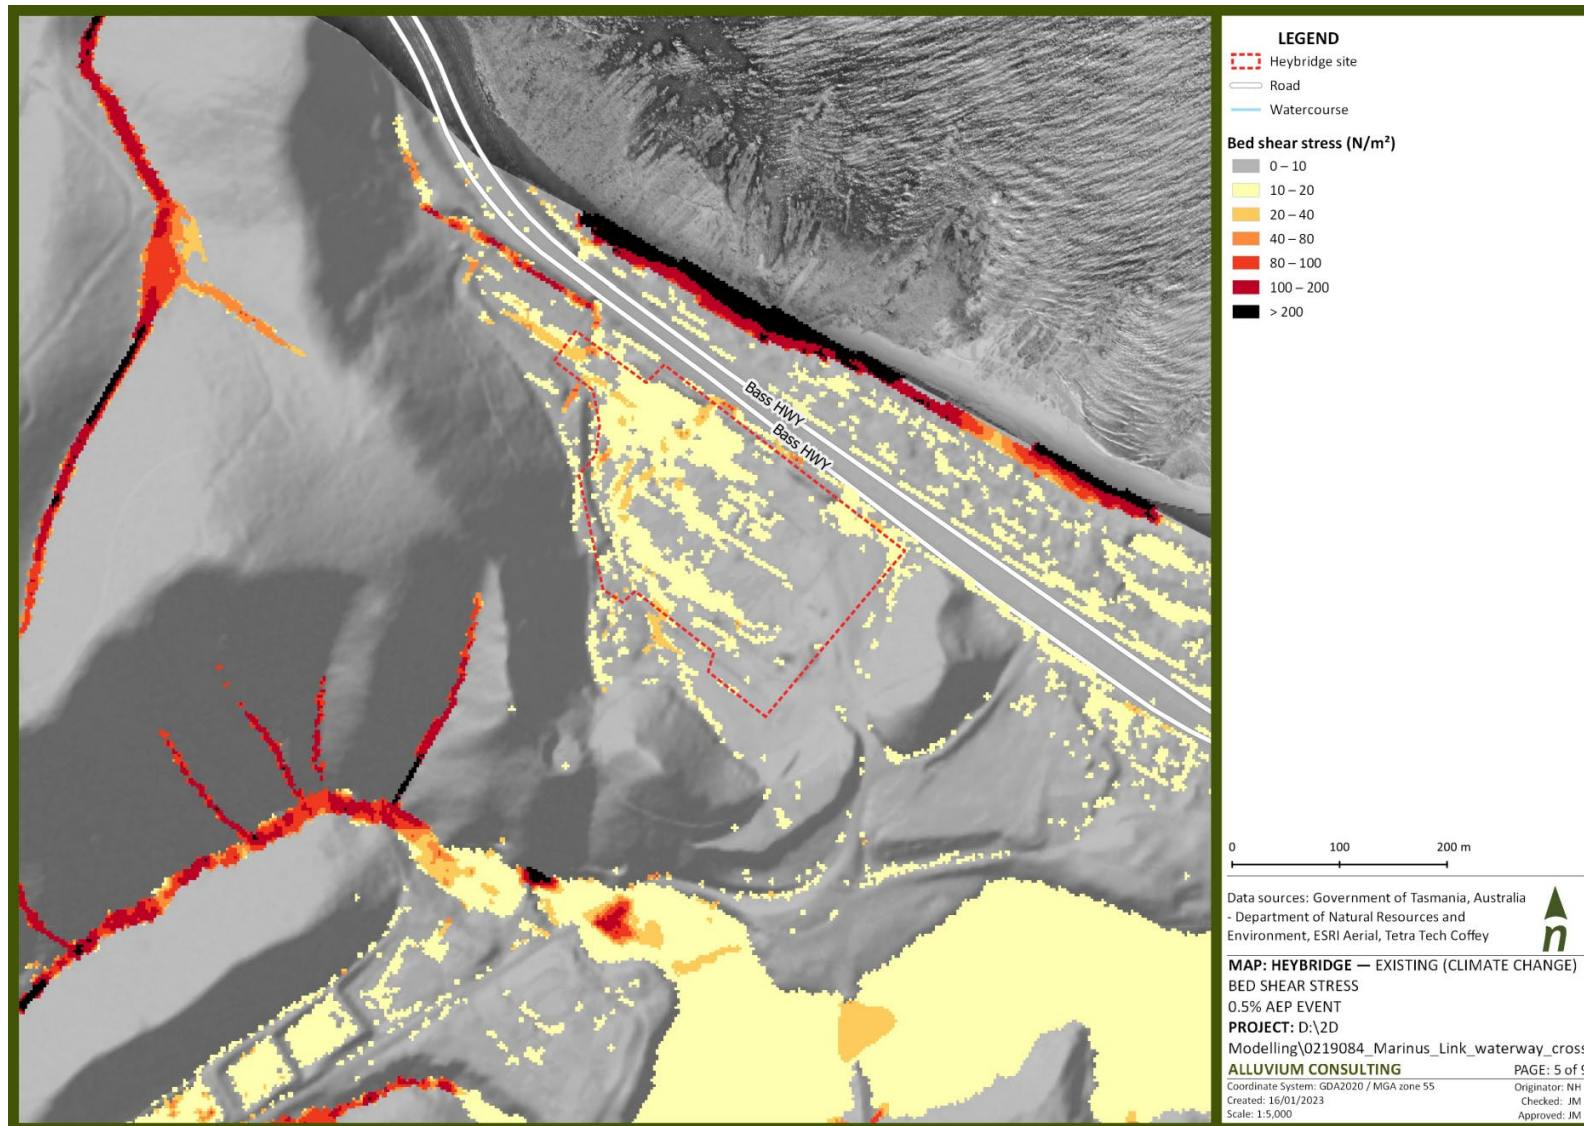 LEGEND
Heybridge site
Road
Watercourse
Bed shear stress (N/m²)
0 – 10
10 – 20
20 – 40
40 – 80
80 – 100
100 – 200
> 200
Bass HWY
Bass HWY
0 100 200 m
Data sources: Government of Tasmania, Australia
- Department of Natural Resources and
Environment, ESRI Aerial, Tetra Tech Coffey
n
MAP: HEYBRIDGE — EXISTING (CLIMATE CHANGE)
BED SHEAR STRESS
0.5% AEP EVENT
PROJECT: D:\2D
Modelling\0219084_Marinus_Link_waterway_cross
ALLUVIUM CONSULTING PAGE: 5 of 9
Coordinate System: GDA2020 / MGA zone 55 Originator: NH
Created: 16/01/2023 Checked: JM
Scale: 1:5,000 Approved: JM